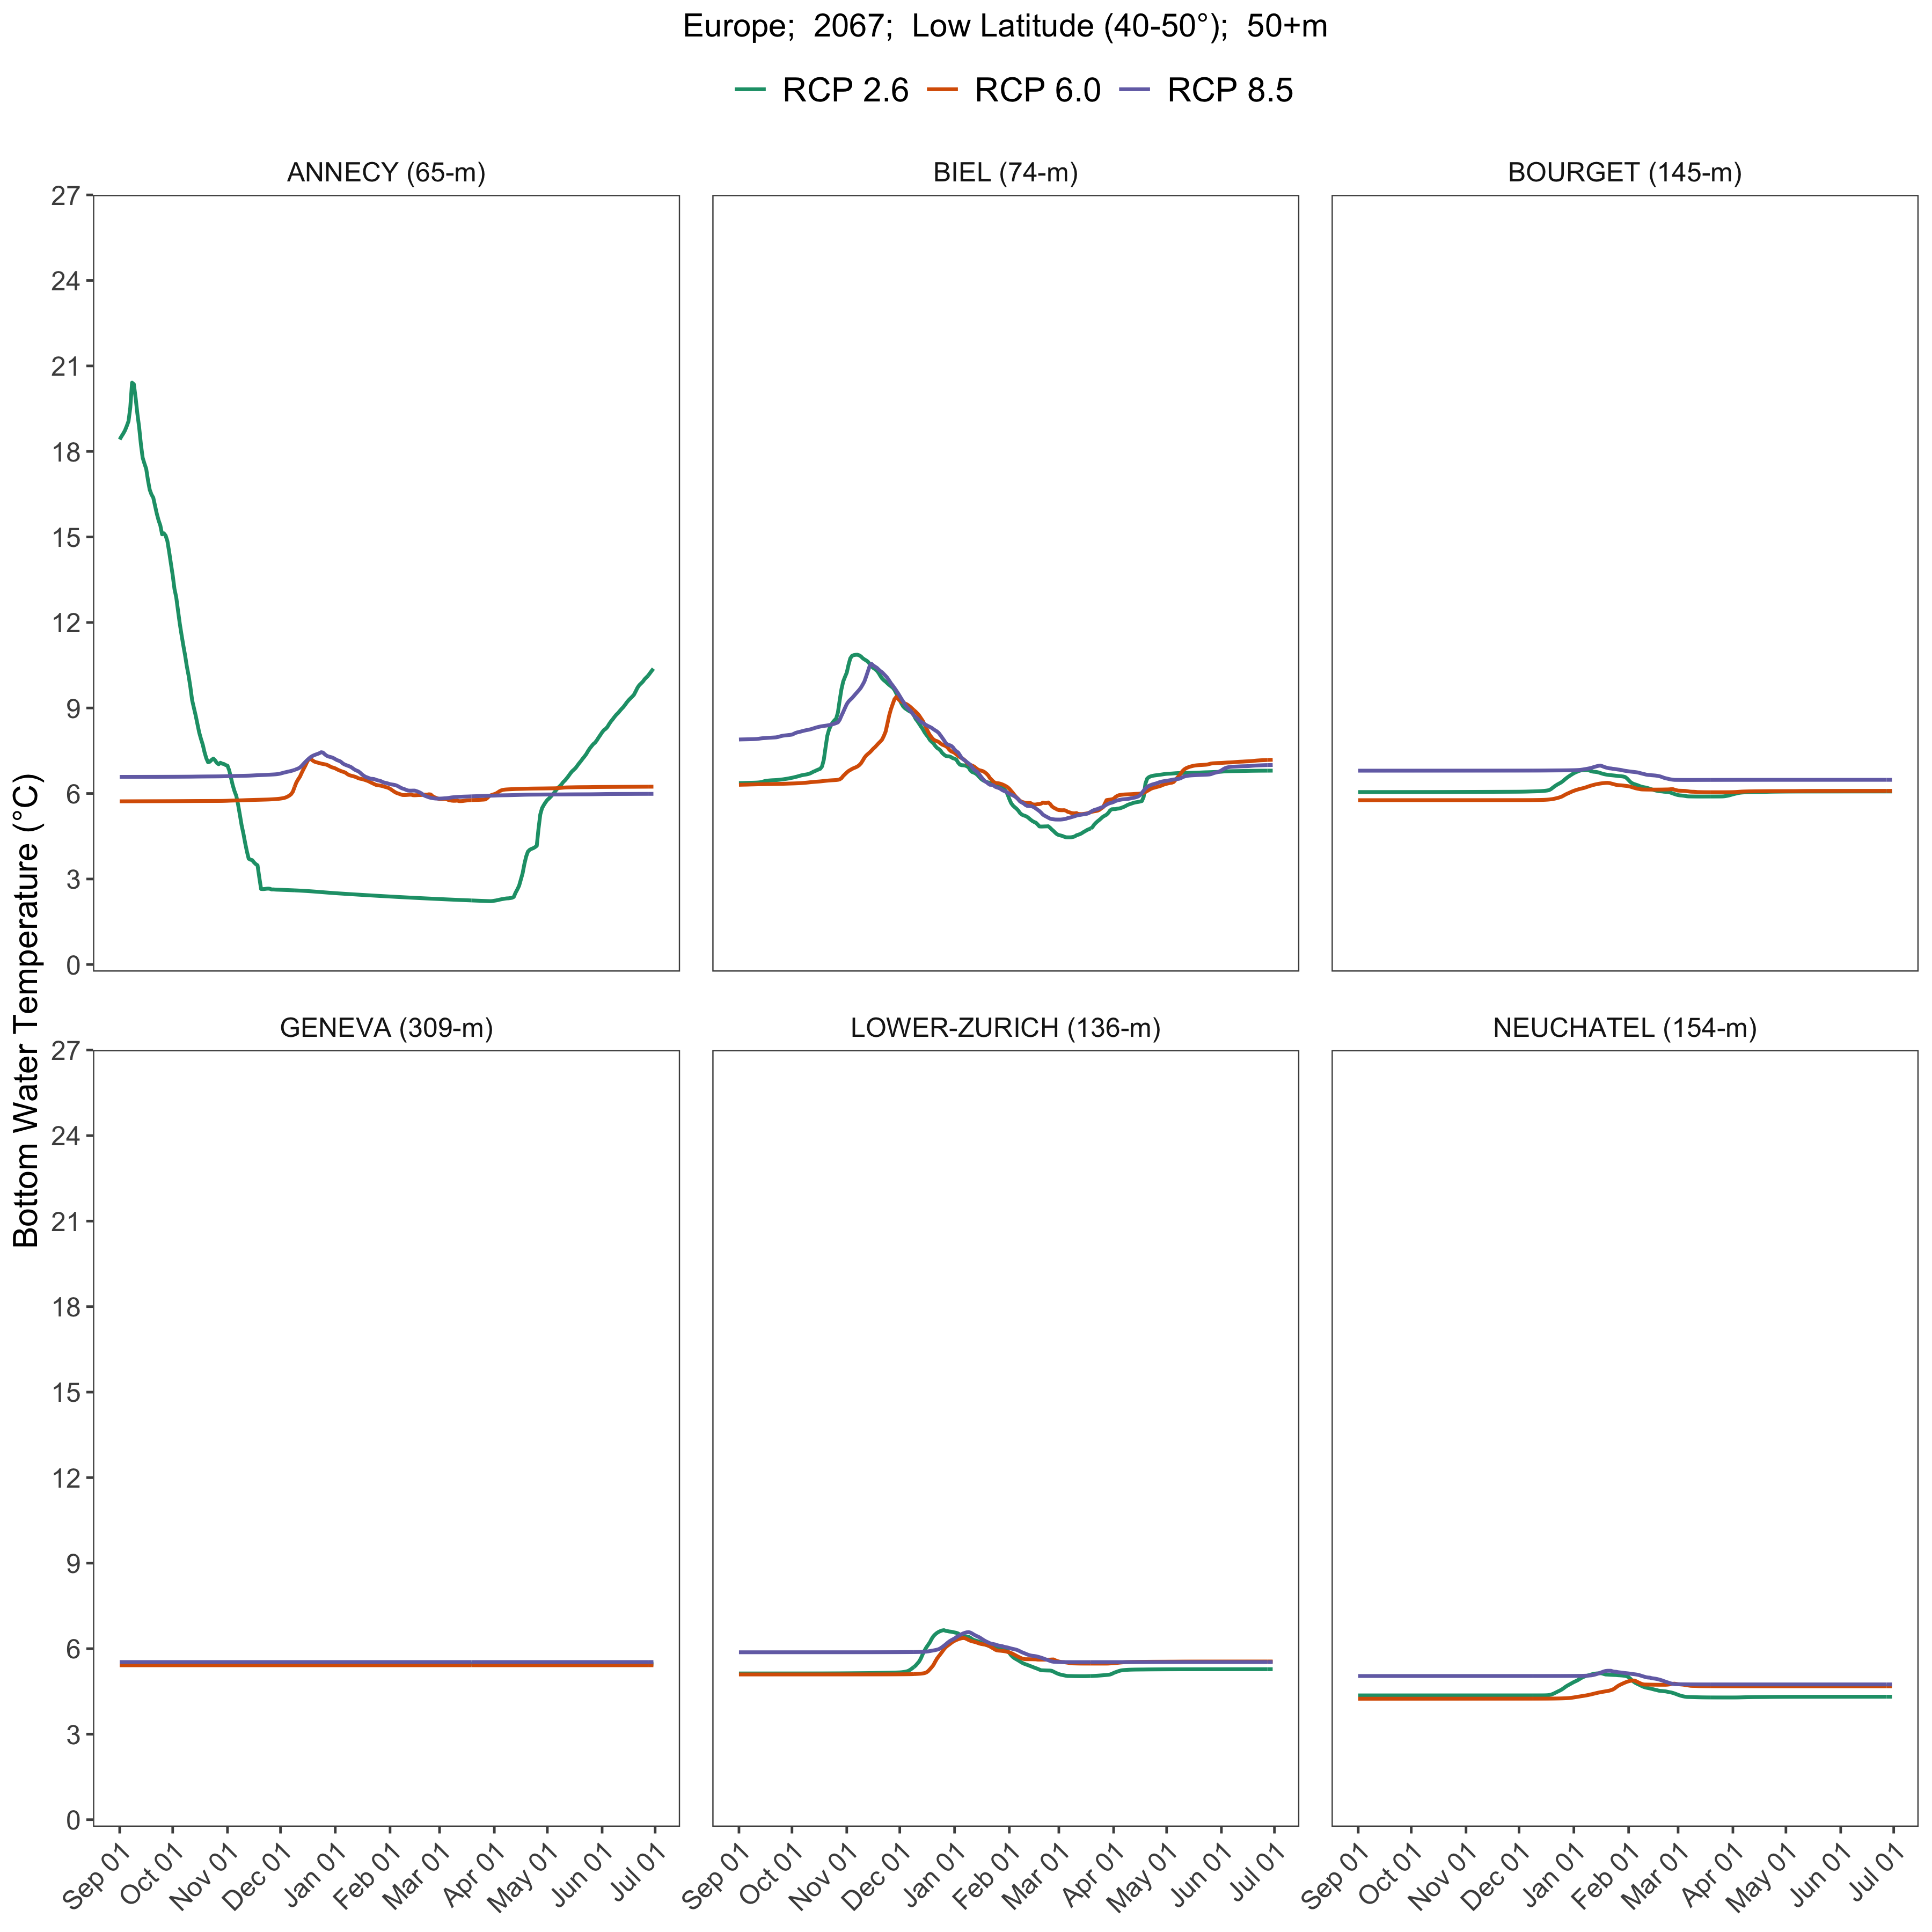 Europe;  2067;  Low Latitude (40-50°);  50+m
RCP 2.6 RCP 6.0 RCP 8.5
ANNECY (65-m) BIEL (74-m) BOURGET (145-m)
27
24
21
18
15
12
9
6
3
0
Bottom Water Temperature (°C)
GENEVA (309-m) LOWER-ZURICH (136-m) NEUCHATEL (154-m)
27
24
21
18
15
12
9
6
3
0
Sep 01 Oct 01 Nov 01 Dec 01 Jan 01 Feb 01 Mar 01 Apr 01 May 01 Jun 01 Jul 01
Sep 01 Oct 01 Nov 01 Dec 01 Jan 01 Feb 01 Mar 01 Apr 01 May 01 Jun 01 Jul 01
Sep 01 Oct 01 Nov 01 Dec 01 Jan 01 Feb 01 Mar 01 Apr 01 May 01 Jun 01 Jul 01